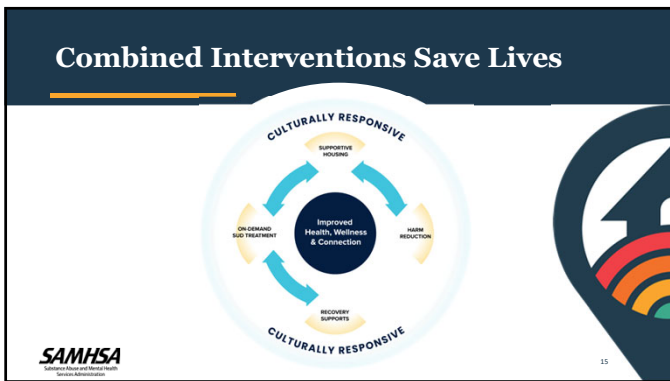 Combined Interventions Save Lives
CULTURALLY RESPONSIVE
SUPPORTIVE
HOUSING
ON-DEMAND
SUD TREATMENT
Improved
Health, Wellness
& Connection
HARM
REDUCTION
RECOVERY
SUPPORTS
CULTURALLY RESPONSIVE
SAMHSA
Substance Abuse and Mental Health
Services Administration
15